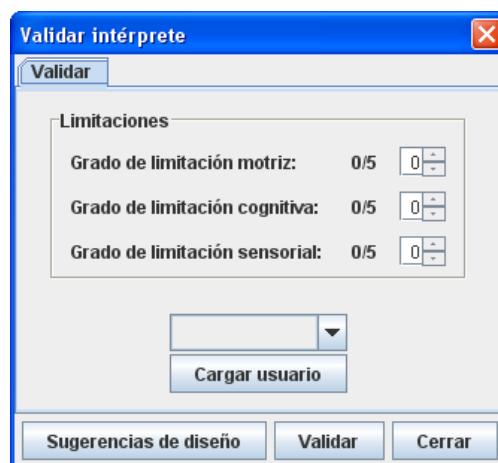 Validar intérprete
Validar
Limitaciones
Grado de limitación motriz: 0/5 0
Grado de limitación cognitiva: 0/5 0
Grado de limitación sensorial: 0/5 0
Cargar usuario
Sugerencias de diseño Validar Cerrar